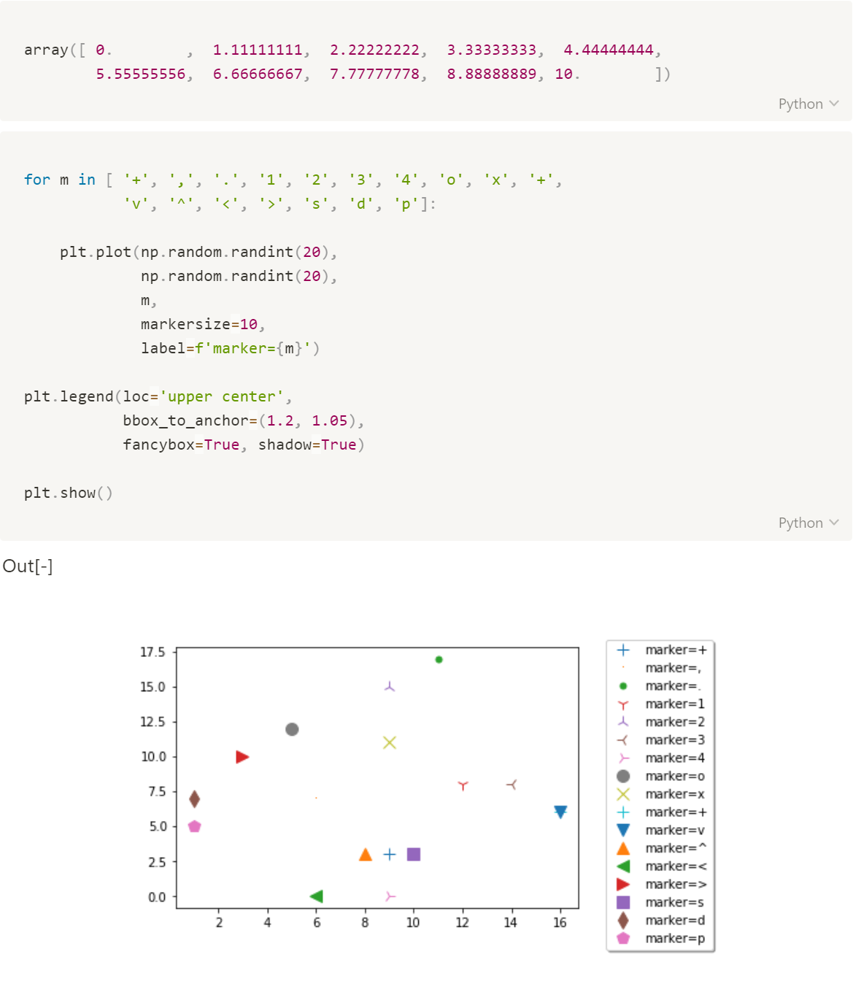 array([ 0.        ,  1.11111111,  2.22222222,  3.33333333,  4.44444444,
        5.55555556,  6.66666667,  7.77777778,  8.88888889, 10.        ])
Python
for m in [ '+', ',', '.', '1', '2', '3', '4', 'o', 'x', '+',
           'v', '^', '<', '>', 's', 'd', 'p']:
    plt.plot(np.random.randint(20),
             np.random.randint(20),
             m,
             markersize=10,
             label=f'marker={m}')
plt.legend(loc='upper center',
           bbox_to_anchor=(1.2, 1.05),
           fancybox=True, shadow=True)
plt.show()
Python
Out[-]
17.5
15.0
12.5
10.0
7.5
5.0
2.5
0.0
2 4 6 8 10 12 14 16
marker=+
marker=,
marker=.
marker=1
marker=2
marker=3
marker=4
marker=o
marker=x
marker=+
marker=v
marker=^
marker=<
marker=>
marker=s
marker=d
marker=p